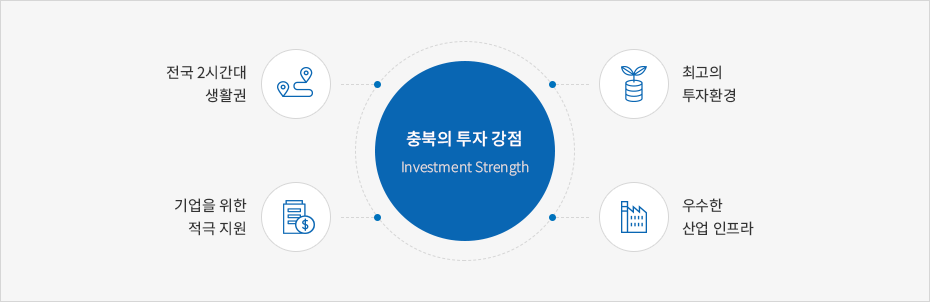 전국 2시간대
생활권
최고의
투자환경
충북의 투자 강점
Investment Strength
기업을 위한
적극 지원
우수한
산업 인프라